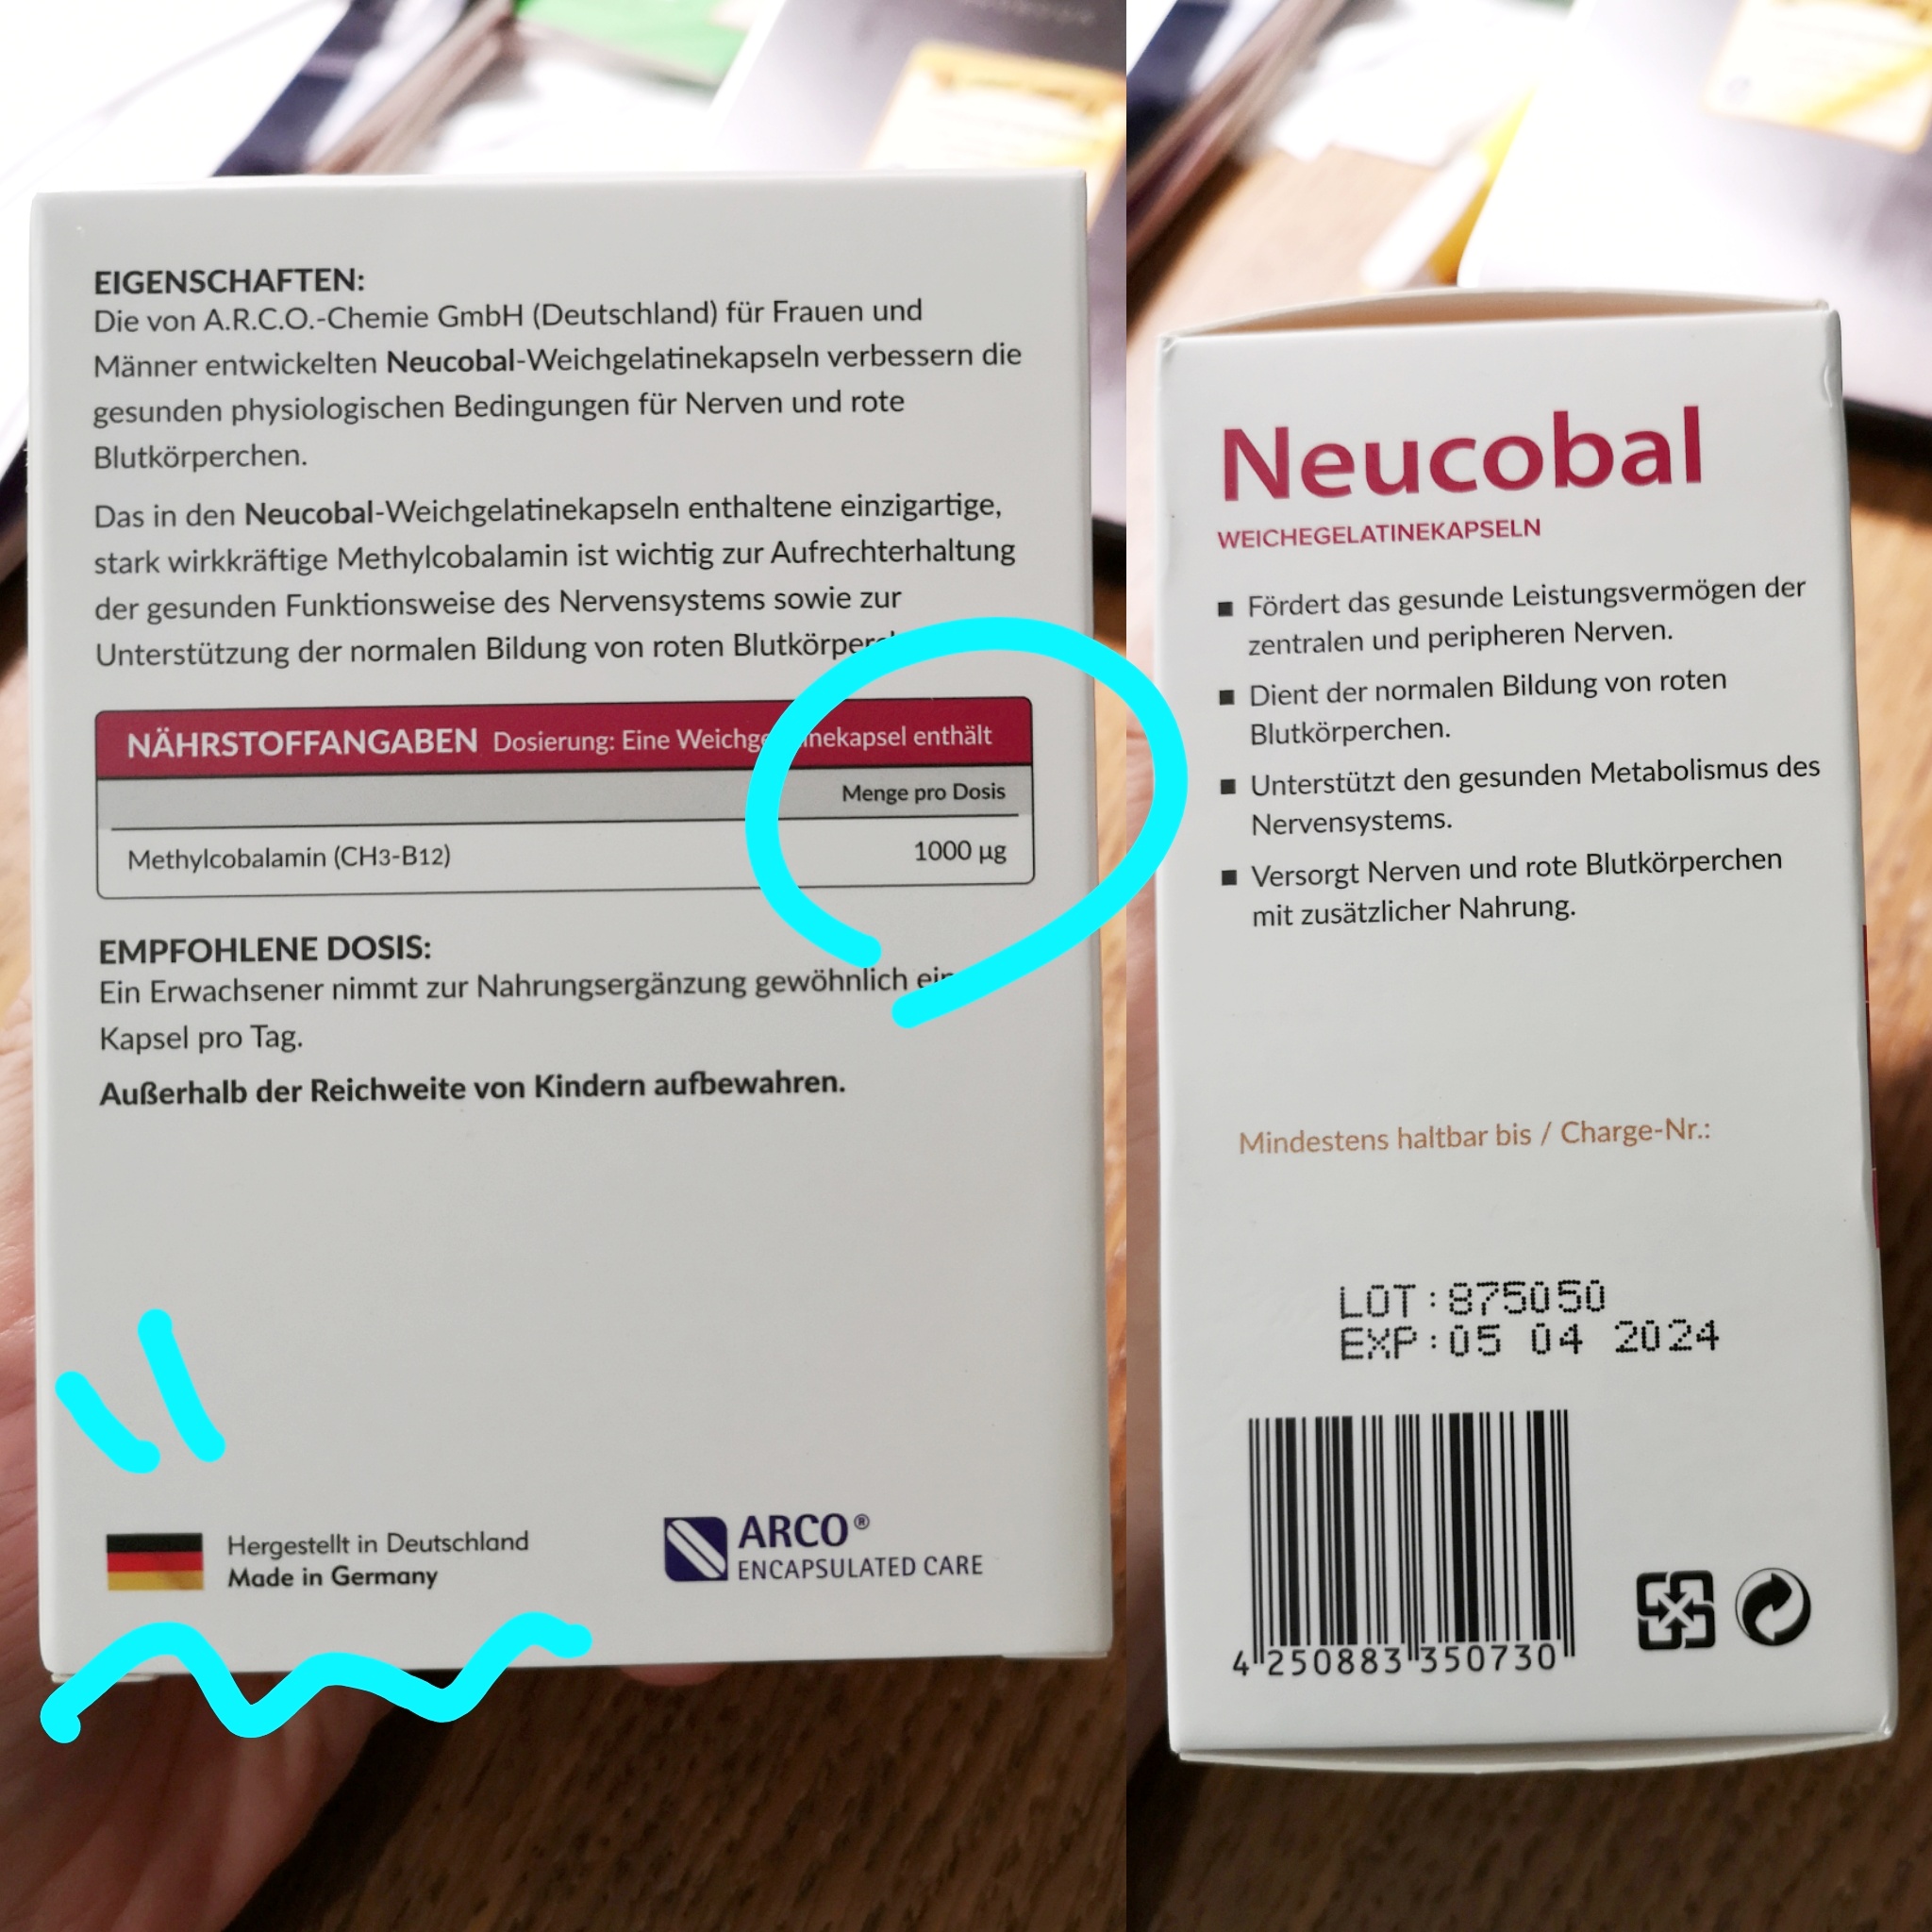 EIGENSCHAFTEN:
Die von A.R.C.O.-Chemie GmbH (Deutschland) für Frauen und
Männer entwickelten Neucobal-Weichgelatinekapseln verbessern die
gesunden physiologischen Bedingungen für Nerven und rote
Blutkörperchen.
Das in den Neucobal-Weichgelatinekapseln enthaltene einzigartige,
stark wirkkräftige Methylcobalamin ist wichtig zur Aufrechterhaltung
der gesunden Funktionsweise des Nervensystems sowie zur
Unterstützung der normalen Bildung von roten
NÄHRSTOFFANGABEN Dosierung: Eine enthält
Menge pro Dosis
Methylcobalamin (CH3-B12) 1000 µg
EMPFOHLENE DOSIS:
Ein Erwachsener nimmt zur Nahrungsergänzung gewöhnlich
Kapsel pro Tag.
Außerhalb der Reichweite von Kindern aufbewahren.
Hergestellt in Deutschland
Made in Germany
ARCO®
ENCAPSULATED CARE
Neucobal
WEICHEGELATINEKAPSELN
Fördert das gesunde Leistungsvermögen der
zentralen und peripheren Nerven.
Dient der normalen Bildung von roten
Blutkörperchen.
Unterstützt den gesunden Metabolismus des
Nervensystems.
Versorgt Nerven und rote Blutkörperchen
mit zusätzlicher Nahrung.
Mindestens haltbar bis / Charge-Nr.:
LOT:875050
EXP:05 04 2024
4 250883 350730